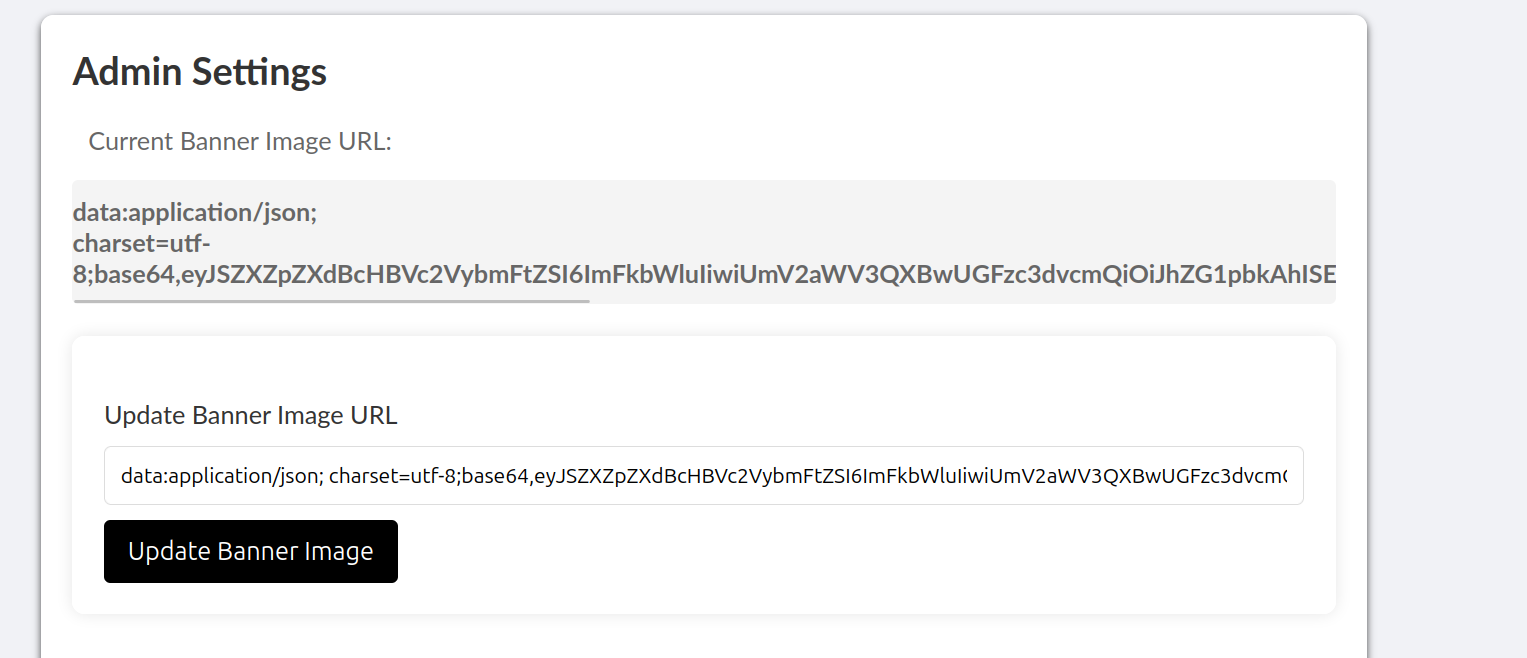 Admin Settings
Current Banner Image URL:
data:application/json;
charset=utf-
8;base64,eyJSZXZpZXdBcHBVc2VybmFtZSI6ImFkbWluIiwiUmV2aWV3QXBwUGFzc3dvcmQiOiJhZG1pbkAhISE
Update Banner Image URL
data:application/json; charset=utf-8;base64,eyJSZXZpZXdBcHBVc2VybmFtZSI6ImFkbWluIiwiUmV2aWV3QXBwUGFzc3dvcm
Update Banner Image